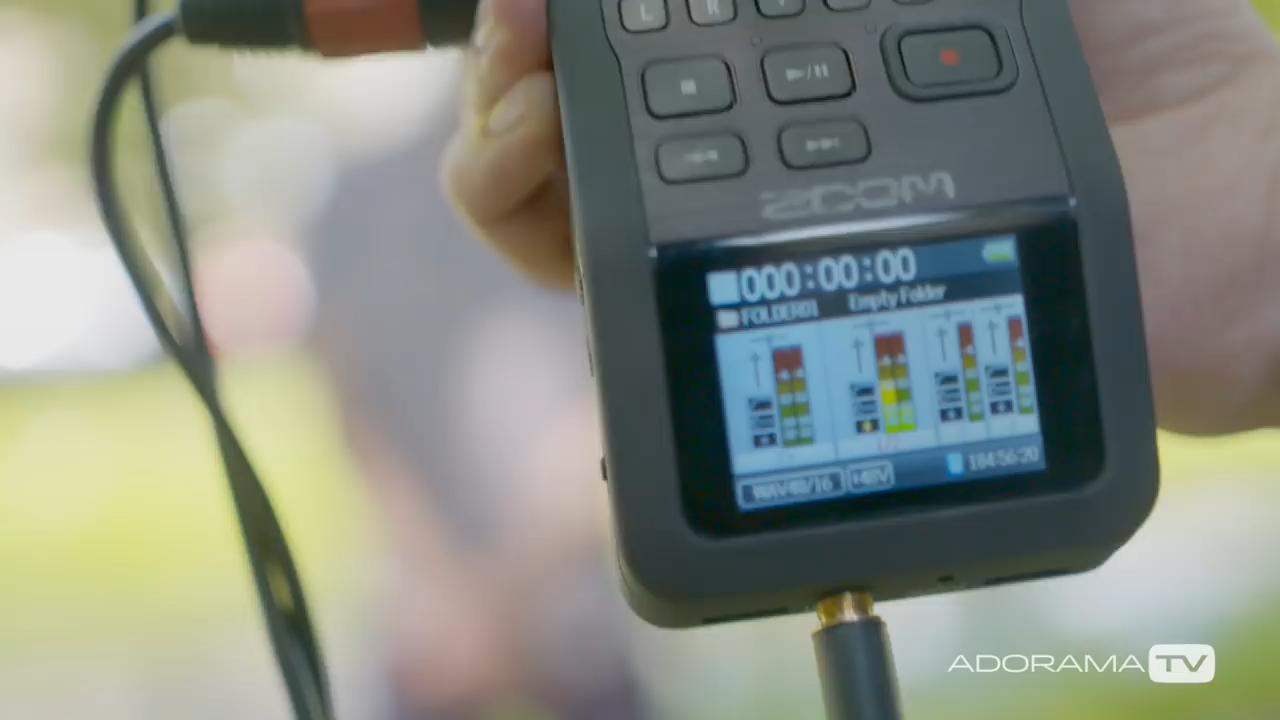 L R
ZOOM
000:00:00
FOLDER01 Empty Folder
WAV48/16 +48V 104:56:20
ADORAMA TV